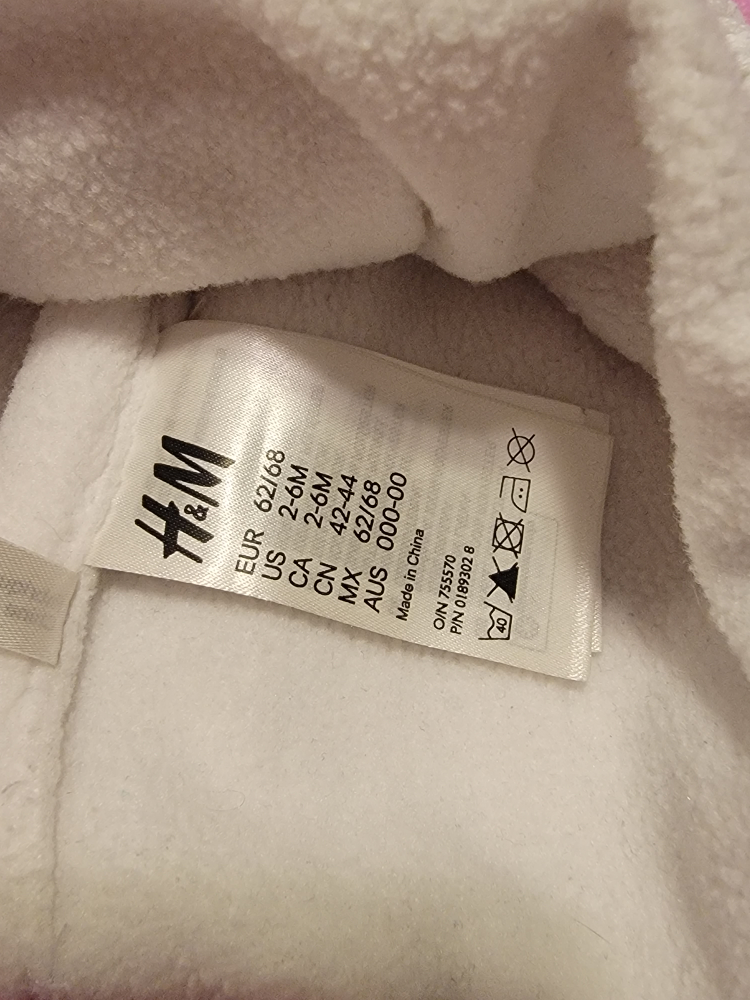 H&M
EUR 62/68
US 2-6M
CA 2-6M
CN 42-44
MX 62/68
AUS 000-00
Made in China
O/N 755570
P/N 0189302 8
40